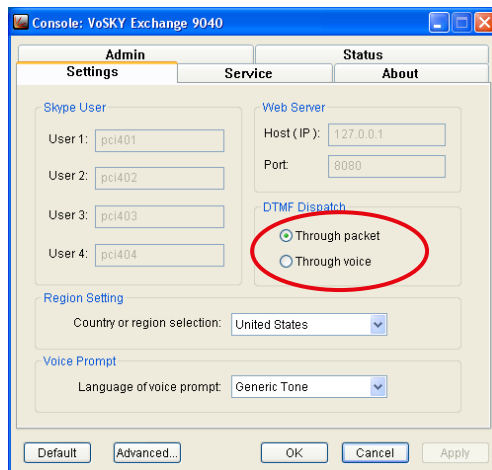 Console: VoSKY Exchange 9040
Admin
Status
Settings
Service
About
Skype User
User 1: pci401
User 2: pci402
User 3: pci403
User 4: pci404
Web Server
Host ( IP ): 127.0.0.1
Port: 8080
DTMF Dispatch
Through packet
Through voice
Region Setting
Country or region selection: United States
Voice Prompt
Language of voice prompt: Generic Tone
Default
Advanced...
OK
Cancel
Apply